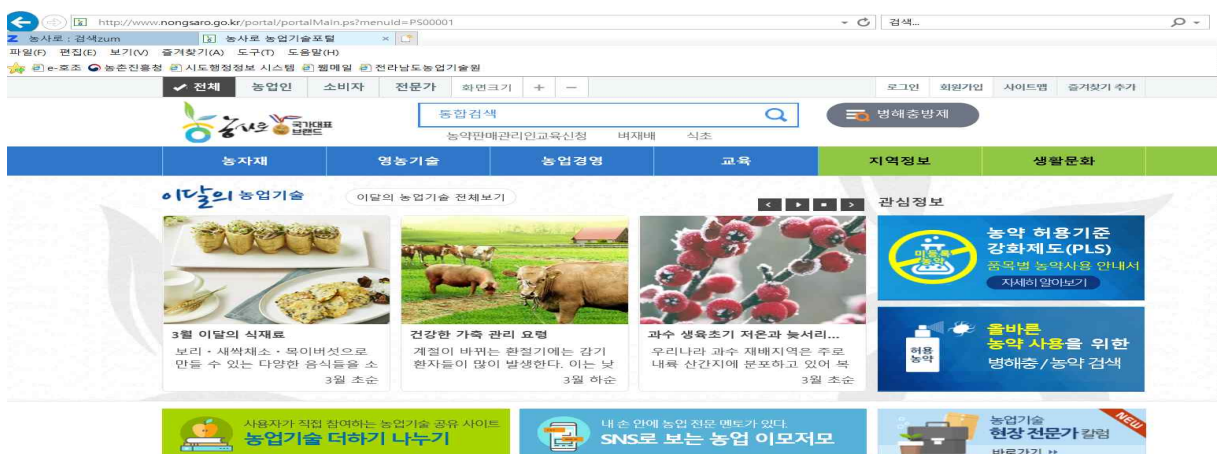 http://www.nongsaro.go.kr/portal/portalMain.ps?menuId=PS00001
검색...
농사로 : 검색zum
농사로 농업기술포털
파일(F) 편집(E) 보기(V) 즐겨찾기(A) 도구(T) 도움말(H)
e-호조 농촌진흥청 시도행정정보 시스템 웹메일 전라남도농업기술원
전체 농업인 소비자 전문가 화면크기 + － 로그인 회원가입 사이트맵 즐겨찾기 추가
농사로 국가대표 브랜드
통합검색
병해충방제
농약판매관리인교육신청 벼재배 식초
농자재 영농기술 농업경영 교육 지역정보 생활문화
이달의 농업기술
이달의 농업기술 전체보기
관심정보
3월 이달의 식재료
보리・새싹채소・목이버섯으로
만들 수 있는 다양한 음식들을 소
3월 초순
건강한 가축 관리 요령
계절이 바뀌는 환절기에는 감기
환자들이 많이 발생한다. 이는 낮
3월 하순
과수 생육초기 저온과 늦서리...
우리나라 과수 재배지역은 주로
내륙 산간지에 분포하고 있어 복
3월 초순
미등록
농약
농약 허용기준
강화제도(PLS)
품목별 농약사용 안내서
자세히 알아보기
허용
농약
올바른
농약 사용을 위한
병해충/농약 검색
사용자가 직접 참여하는 농업기술 공유 사이트
농업기술 더하기 나누기
내 손 안에 농업 전문 멘토가 있다.
SNS로 보는 농업 이모저모
농업기술
현장 전문가 칼럼
바로가기
NEW